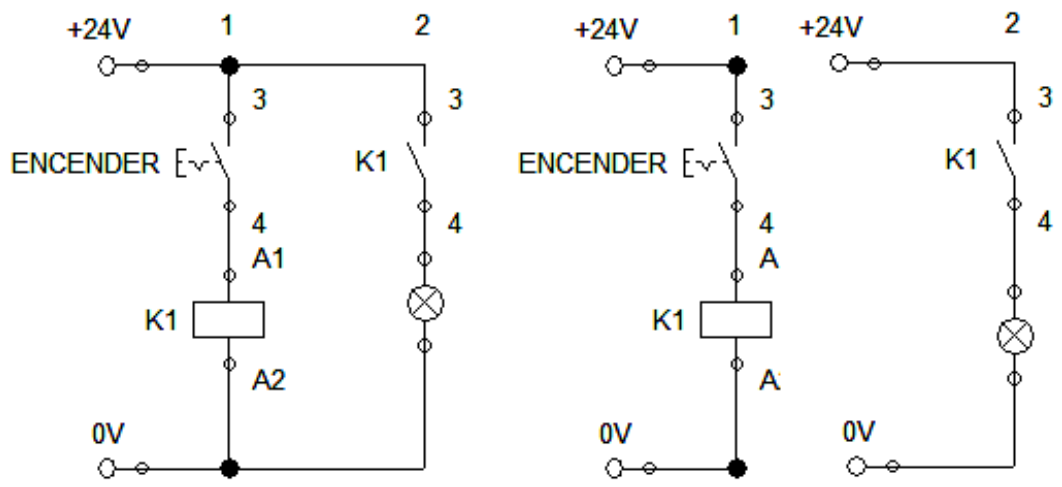 +24V 1 2
3 3
ENCENDER K1
4 4
A1
K1
A2
0V
+24V 1
3
ENCENDER
4
A
K1
A
0V
+24V 2
3
K1
4
0V